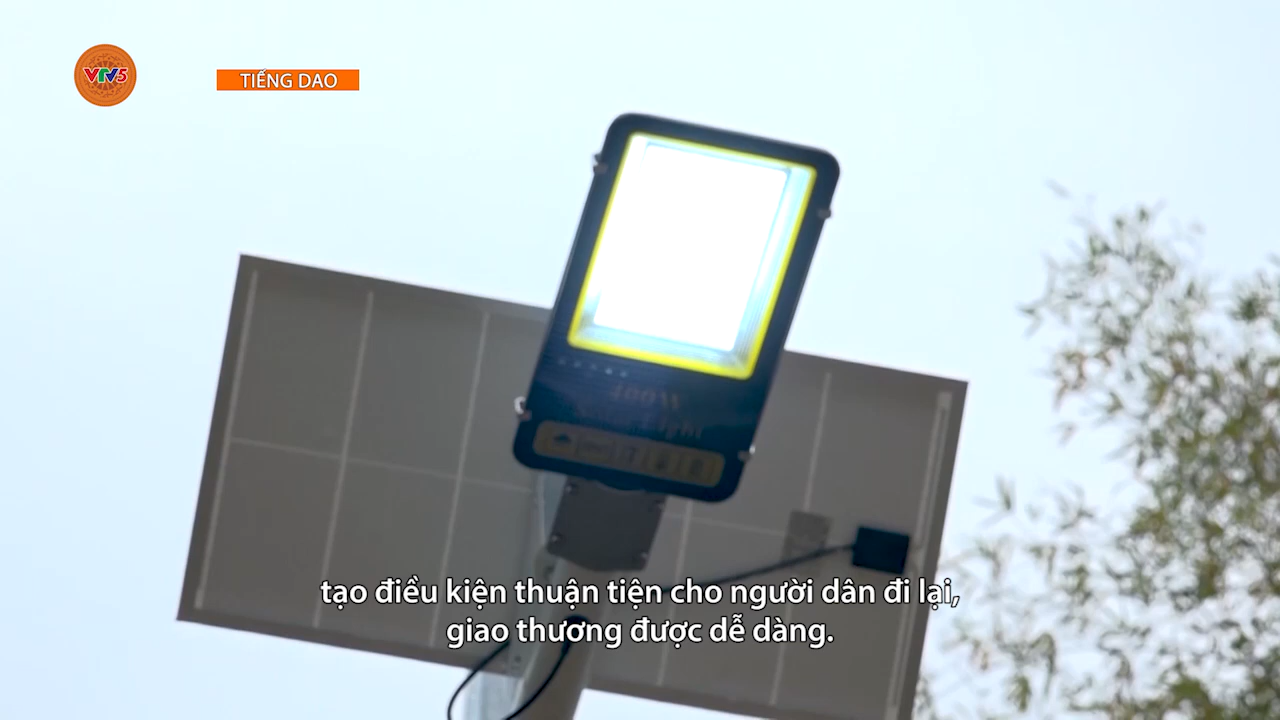 VTV5
TIẾNG DAO
tạo điều kiện thuận tiện cho người dân đi lại,
giao thương được dễ dàng.